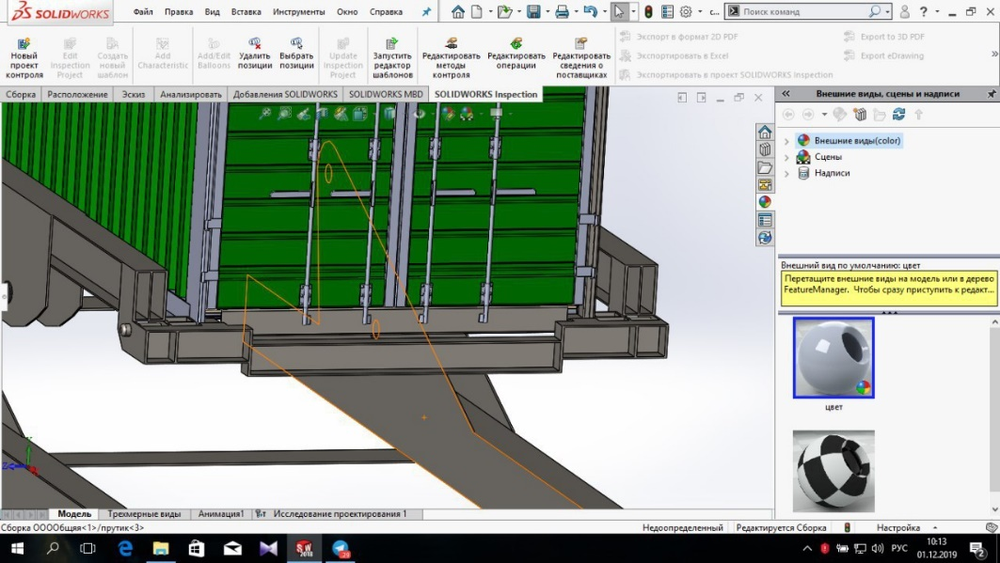 SOLIDWORKS Файл Правка Вид Вставка Инструменты Окно Справка с... Поиск команд ?
Новый проект контроля
Edit Inspection Project
Создать новый шаблон
Add Characteristic
Add/Edit Balloons
Удалить позиции
Выбрать позиции
Update Inspection Project
Запустить редактор шаблонов
Редактировать методы контроля
Редактировать операции
Редактировать сведения о поставщиках
Экспорт в формат 2D PDF
Экспортировать в Excel
Экспортировать в проект SOLIDWORKS Inspection
Export to 3D PDF
Export eDrawing
Сборка Расположение Эскиз Анализировать Добавления SOLIDWORKS SOLIDWORKS MBD SOLIDWORKS Inspection
Внешние виды, сцены и надписи
Внешние виды(color)
Сцены
Надписи
Внешний вид по умолчанию: цвет
Перетащите внешние виды на модель или в дерево
FeatureManager. Чтобы сразу приступить к редакт...
цвет
Модель Трехмерные виды Анимация1 Исследование проектирования 1
Сборка ОООбщяя<1>/прутик<3> Недоопределенный Редактируется Сборка Настройка
РУС 10:13
01.12.2019